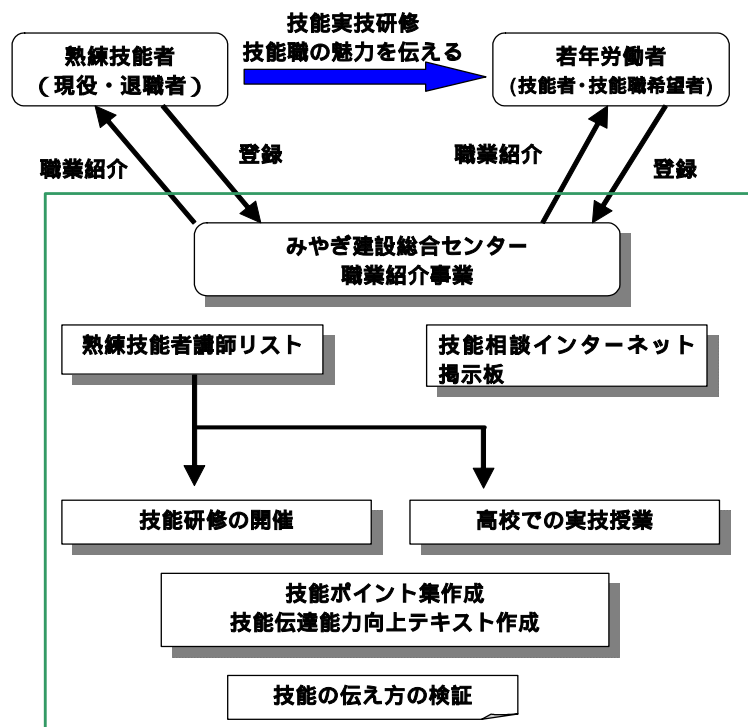 技能実技研修
技能職の魅力を伝える
熟練技能者
(現役・退職者)
若年労働者
(技能者・技能職希望者)
職業紹介
登録
職業紹介
登録
みやぎ建設総合センター
職業紹介事業
熟練技能者講師リスト
技能相談インターネット
掲示板
技能研修の開催
高校での実技授業
技能ポイント集作成
技能伝達能力向上テキスト作成
技能の伝え方の検証